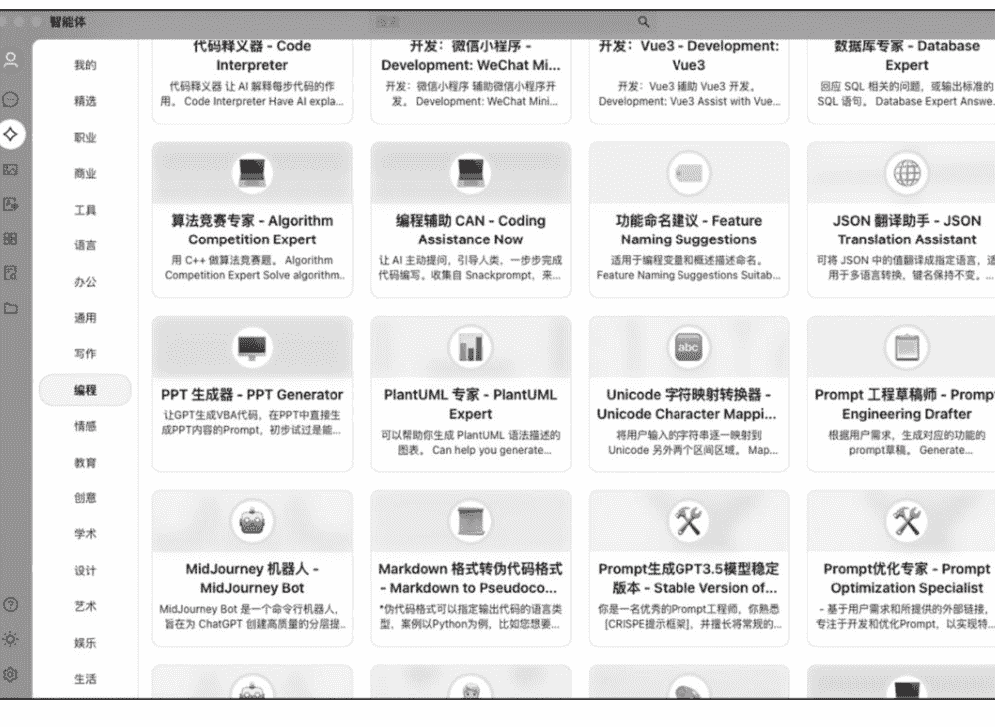 智能体
搜索
我的
精选
职业
商业
工具
语言
办公
通用
写作
编程
情感
教育
创意
学术
设计
艺术
娱乐
生活
代码释义器 - Code
Interpreter
代码释义器 让 AI 解释每步代码的作
用。 Code Interpreter Have AI expla...
开发：微信小程序 -
Development: WeChat Mi...
开发：微信小程序 辅助微信小程序开
发。 Development: WeChat Mini...
开发：Vue3 - Development:
Vue3
开发：Vue3 辅助 Vue3 开发。
Development: Vue3 Assist with Vue...
数据库专家 - Database
Expert
回应 SQL 相关的问题，或输出标准的
SQL 语句。 Database Expert Answe...
算法竞赛专家 - Algorithm
Competition Expert
用 C++ 做算法竞赛题。 Algorithm
Competition Expert Solve algorithm...
编程辅助 CAN - Coding
Assistance Now
让 AI 主动提问，引导人类，一步步完成
代码编写。收集自 Snackprompt，来...
功能命名建议 - Feature
Naming Suggestions
适用于编程变量和概述描述命名。
Feature Naming Suggestions Suitab...
JSON 翻译助手 - JSON
Translation Assistant
可将 JSON 中的值翻译成指定语言，适
用于多语言转换，键名保持不变。...
PPT 生成器 - PPT Generator
让GPT生成VBA代码，在PPT中直接生
成PPT内容的Prompt，初步试过是能...
PlantUML 专家 - PlantUML
Expert
可以帮助你生成 PlantUML 语法描述的
图表。 Can help you generate...
abc
Unicode 字符映射转换器 -
Unicode Character Mappi...
将用户输入的字符串逐一映射到
Unicode 另外两个区间区域。 Map...
Prompt 工程草稿师 - Prompt
Engineering Drafter
根据用户需求，生成对应的功能的
prompt草稿。 Generate...
MidJourney 机器人 -
MidJourney Bot
MidJourney Bot 是一个命令行机器人，
旨在为 ChatGPT 创建高质量的分层提...
Markdown 格式转伪代码格式
- Markdown to Pseudoco...
*伪代码格式可以指定输出代码的语言类
型，案例以Python为例，比如您想要...
Prompt生成GPT3.5模型稳定
版本 - Stable Version of...
你是一名优秀的Prompt工程师，你熟悉
[CRISPE提示框架]，并擅长将常规的...
Prompt优化专家 - Prompt
Optimization Specialist
- 基于用户需求和所提供的外部链接，
专注于开发和优化Prompt，以实现特...